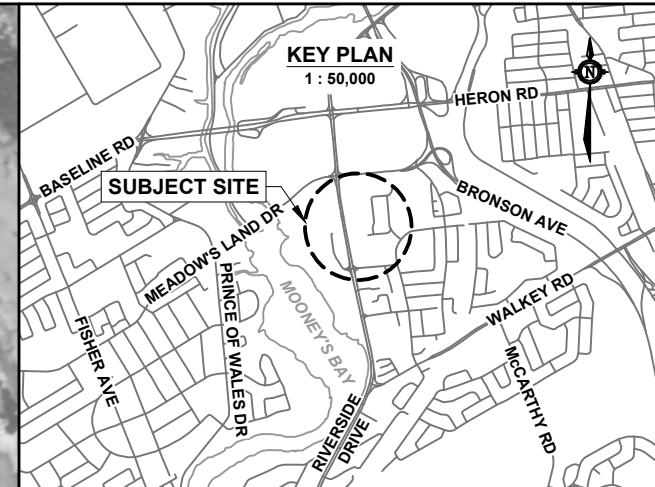 KEY PLAN
1 : 50,000
N
HERON RD
BASELINE RD
SUBJECT SITE
BRONSON AVE
MEADOW'S LAND DR
PRINCE OF WALES DR
MOONEY'S BAY
WALKEY RD
FISHER AVE
McCARTHY RD
RIVERSIDE
DRIVE